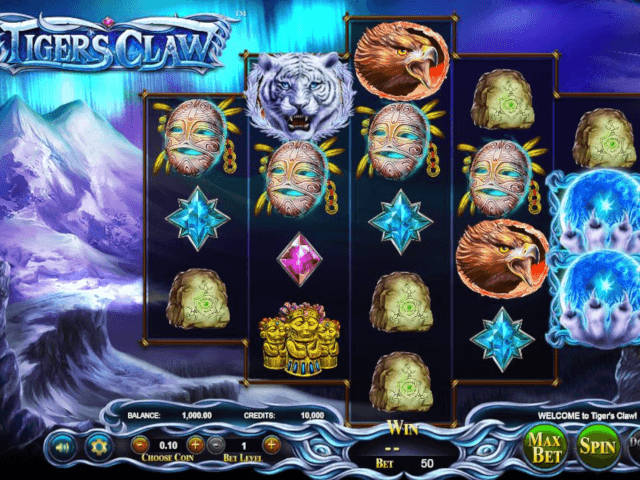 TIGER'S CLAW™
BALANCE: 1,000.00 CREDITS: 10,000 WELCOME to Tiger's Claw!
WIN
--
0.10 1
CHOOSE COIN BET LEVEL BET 50
MAX BET SPIN